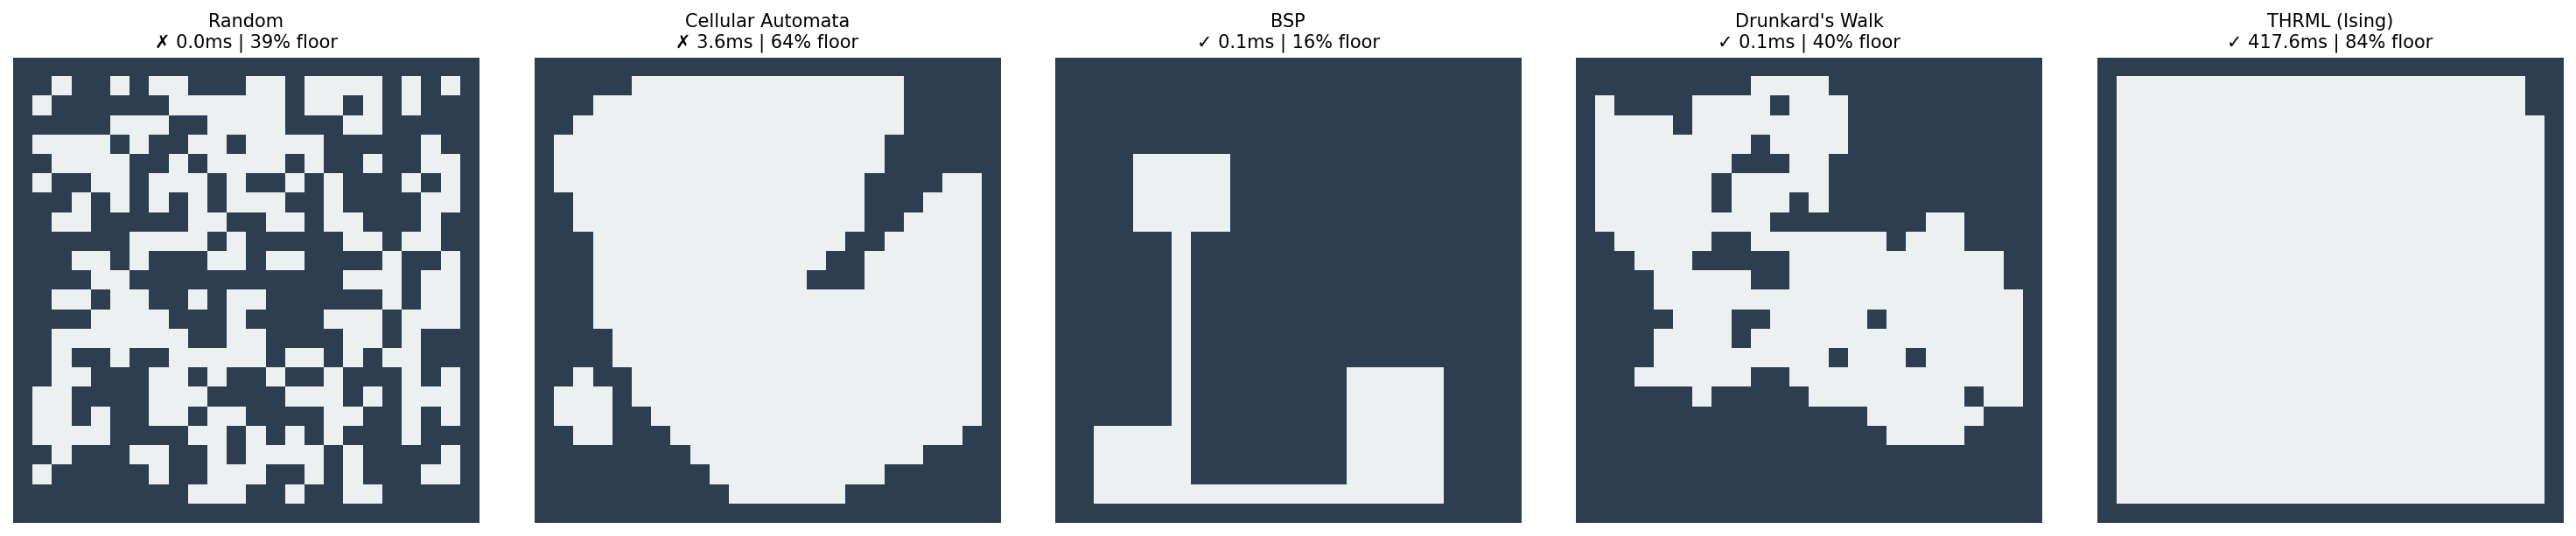 Random
✗ 0.0ms | 39% floor
Cellular Automata
✗ 3.6ms | 64% floor
BSP
✓ 0.1ms | 16% floor
Drunkard's Walk
✓ 0.1ms | 40% floor
THRML (Ising)
✓ 417.6ms | 84% floor